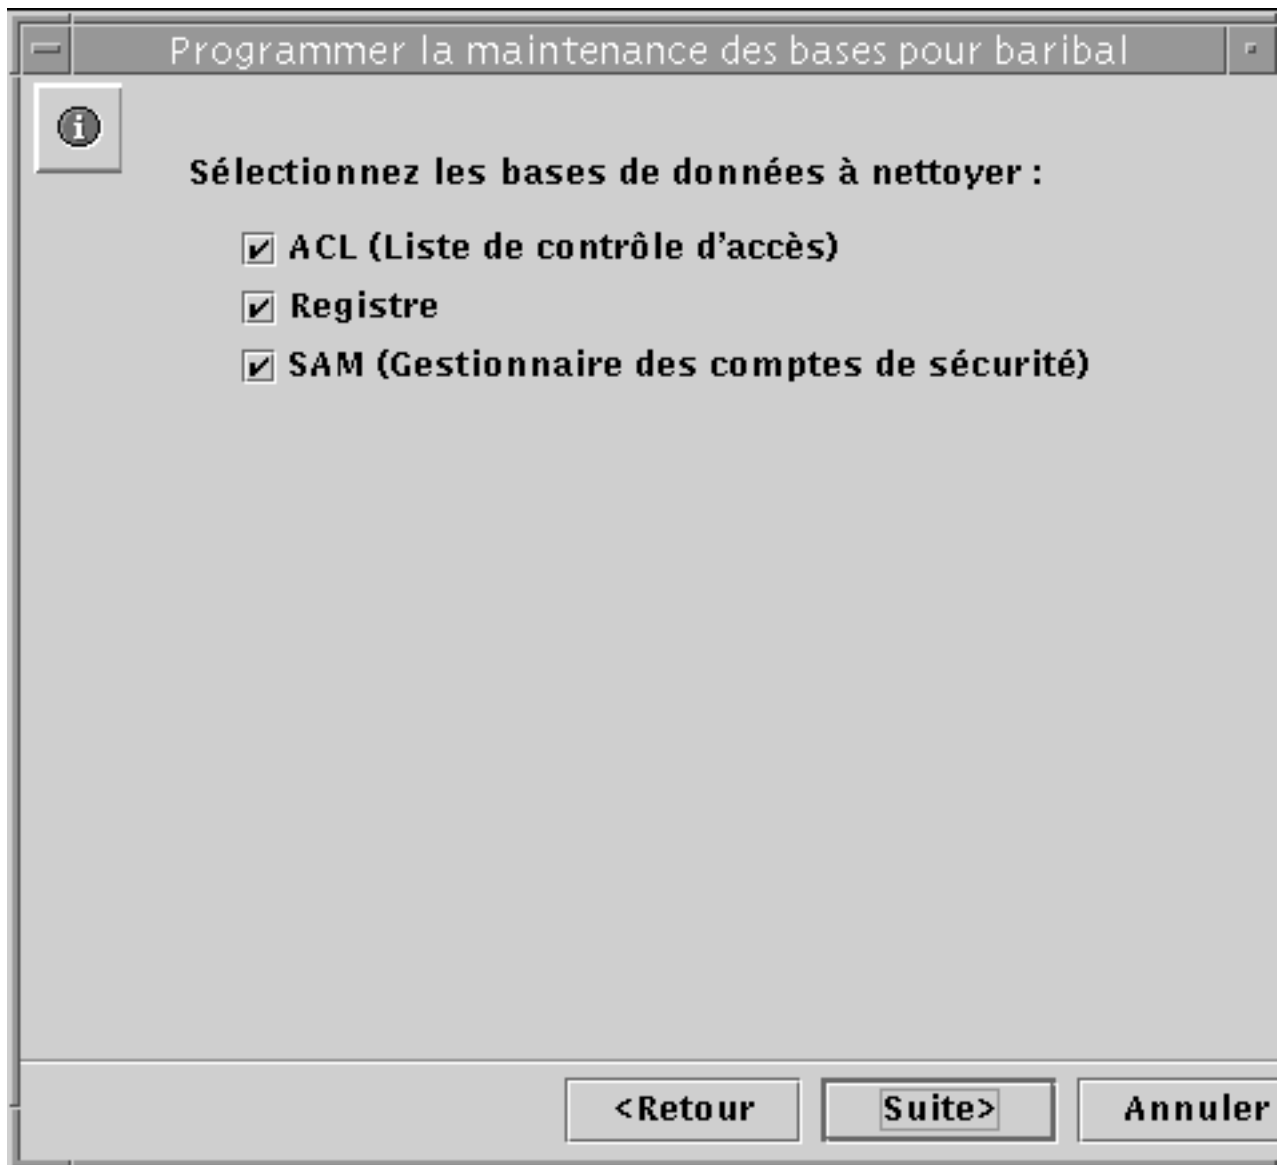 Programmer la maintenance des bases pour baribal
Sélectionnez les bases de données à nettoyer :
ACL (Liste de contrôle d'accès)
Registre
SAM (Gestionnaire des comptes de sécurité)
<Retour
Suite>
Annuler